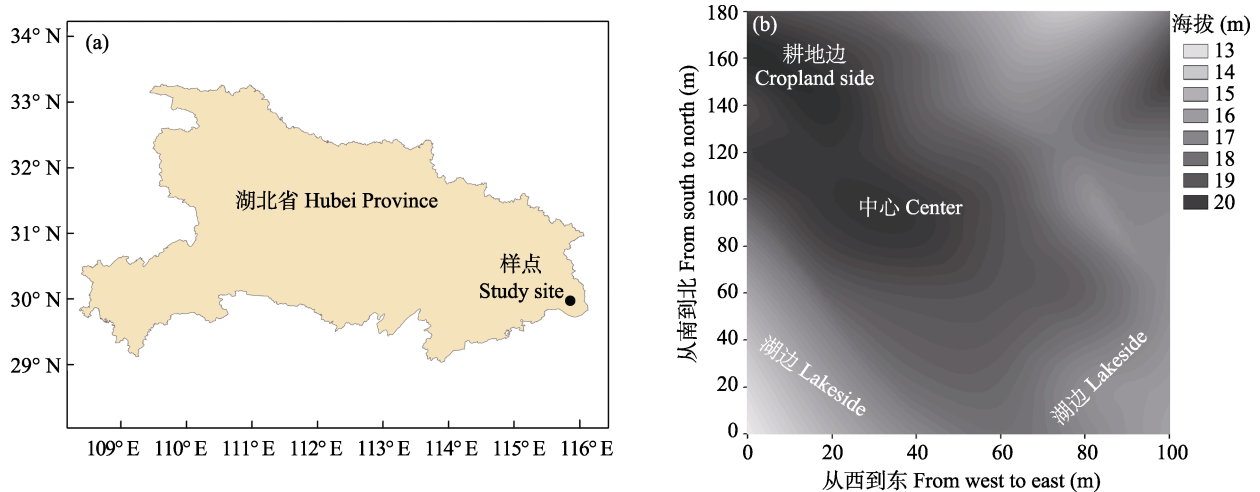 (a)
34° N
33° N
32° N
31° N
30° N
29° N
109° E
110° E
111° E
112° E
113° E
114° E
115° E
116° E
湖北省 Hubei Province
样点
Study site
(b)
海拔 (m)
13
14
15
16
17
18
19
20
耕地边
Cropland side
中心 Center
湖边 Lakeside
湖边 Lakeside
从南到北 From south to north (m)
180
160
140
120
100
80
60
40
20
0
0
20
40
60
80
100
从西到东 From west to east (m)